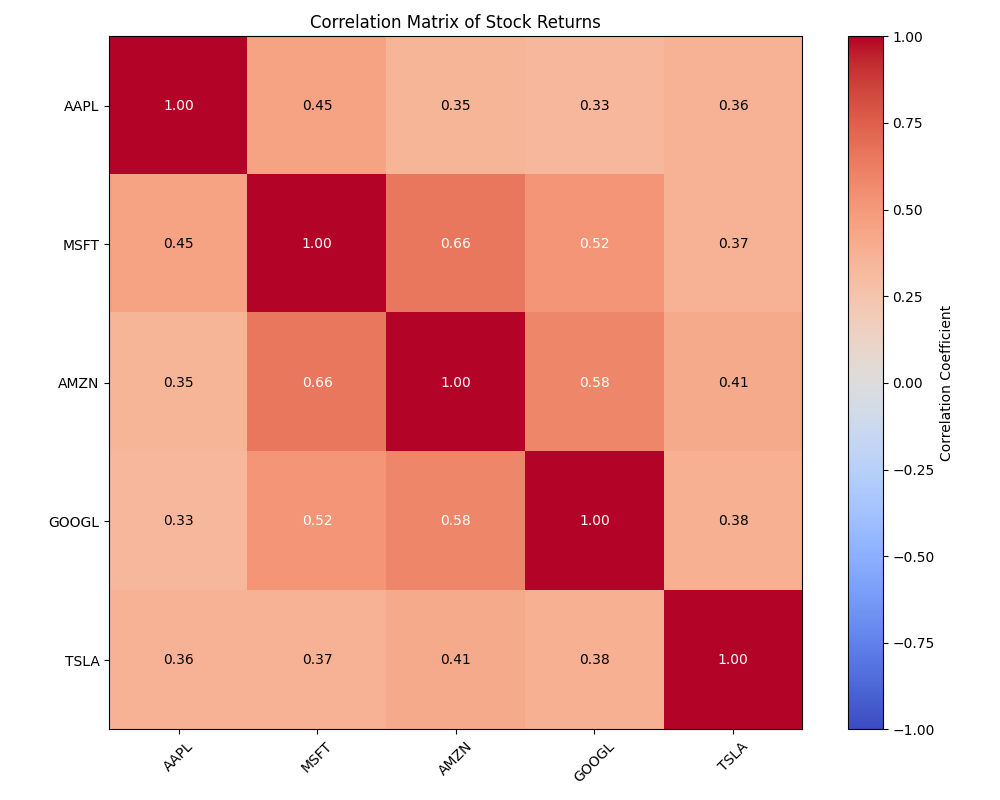 Correlation Matrix of Stock Returns
AAPL 1.00 0.45 0.35 0.33 0.36
MSFT 0.45 1.00 0.66 0.52 0.37
AMZN 0.35 0.66 1.00 0.58 0.41
GOOGL 0.33 0.52 0.58 1.00 0.38
TSLA 0.36 0.37 0.41 0.38 1.00
AAPL MSFT AMZN GOOGL TSLA
1.00
0.75
0.50
0.25
0.00
−0.25
−0.50
−0.75
−1.00
Correlation Coefficient